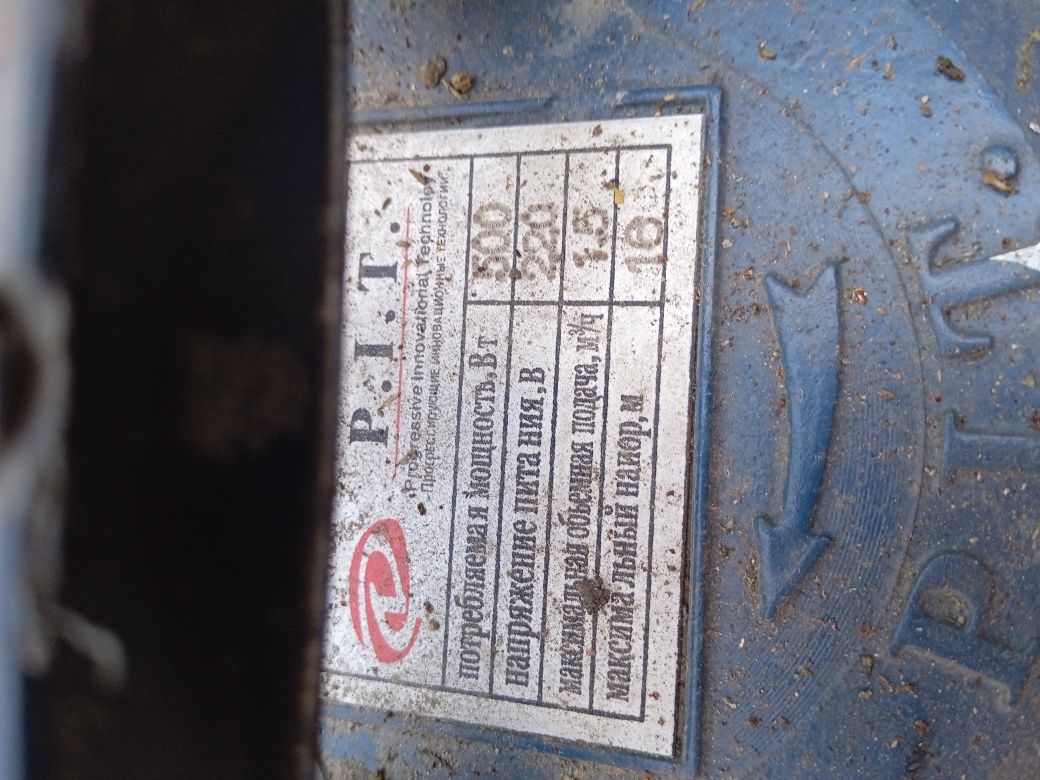 P.I.T.
"Progressive Innovational Technology"
"Прогрессирующие ИННОВАЦИОННЫЕ ТЕХНОЛОГИИ"
потребляемая мощность, Вт 500
напряжение пита ния, В 220
максимальная объемная подача, м³/ч 1.5
максима льный напор, м 16
P.I.T.